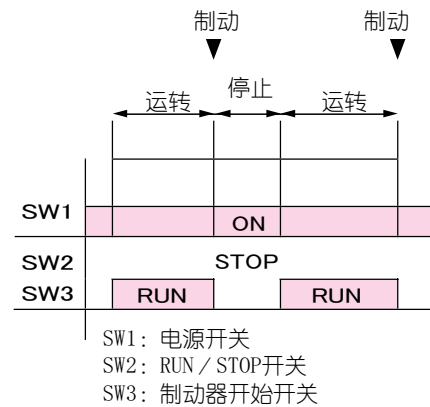 制动 制动
停止
运转 运转
SW1 ON
SW2 STOP
SW3 RUN RUN
SW1: 电源开关
SW2: RUN／STOP开关
SW3: 制动器开始开关